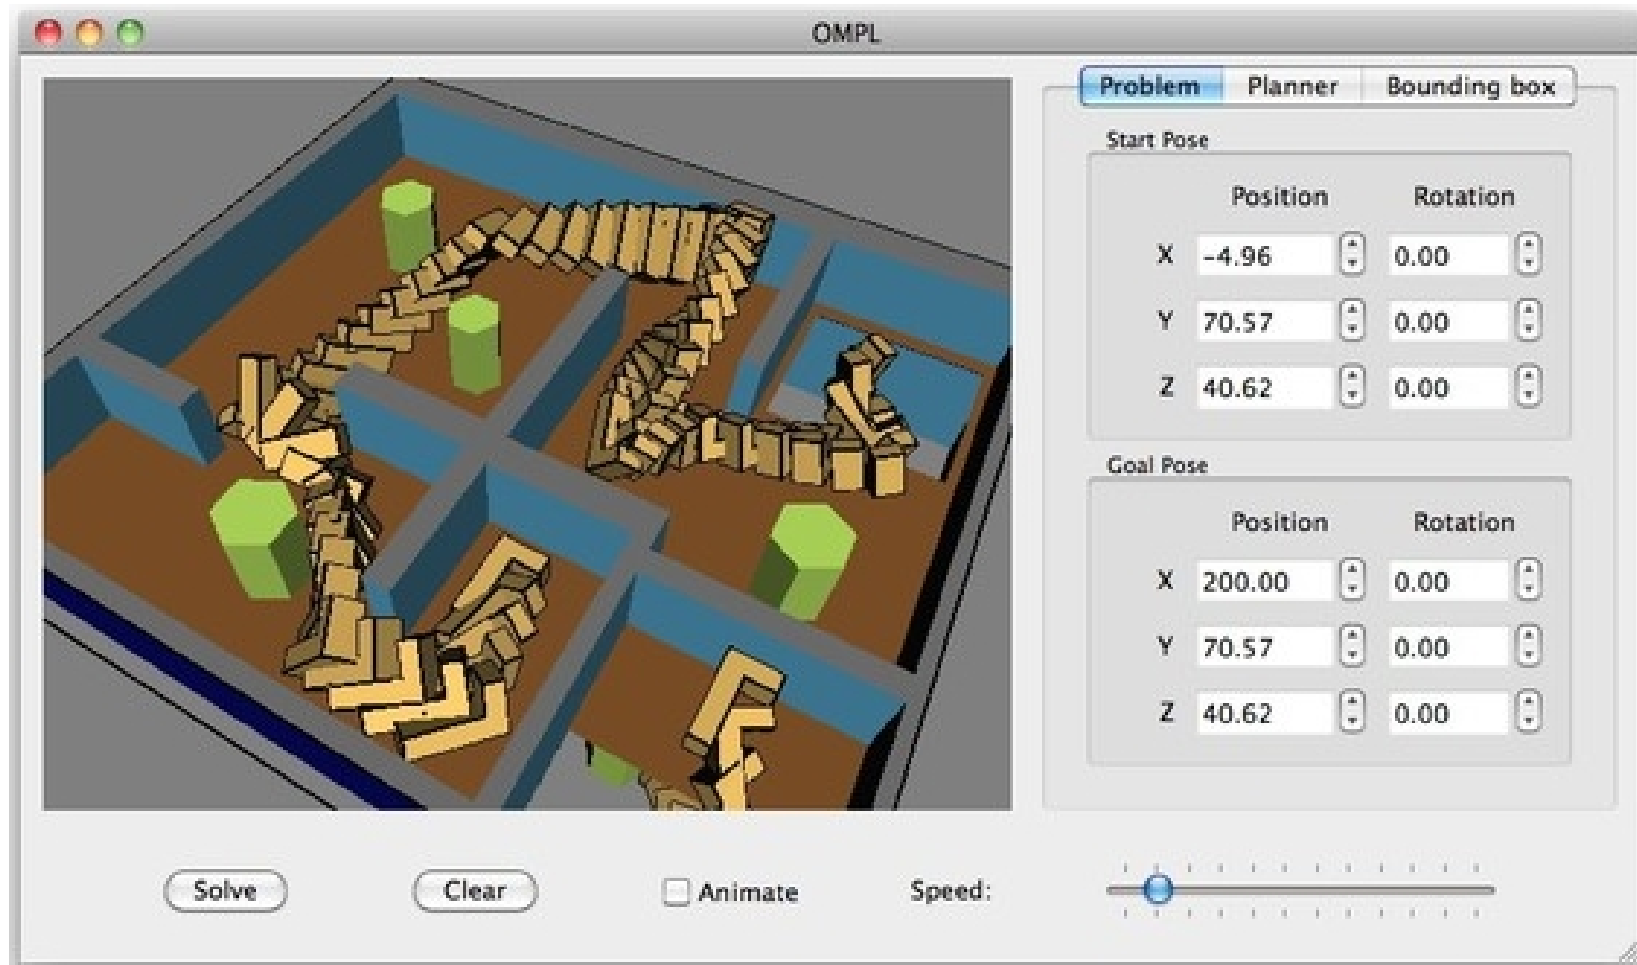 OMPL
Problem Planner Bounding box
Start Pose
Position Rotation
X -4.96 0.00
Y 70.57 0.00
Z 40.62 0.00
Goal Pose
Position Rotation
X 200.00 0.00
Y 70.57 0.00
Z 40.62 0.00
Solve Clear Animate Speed: